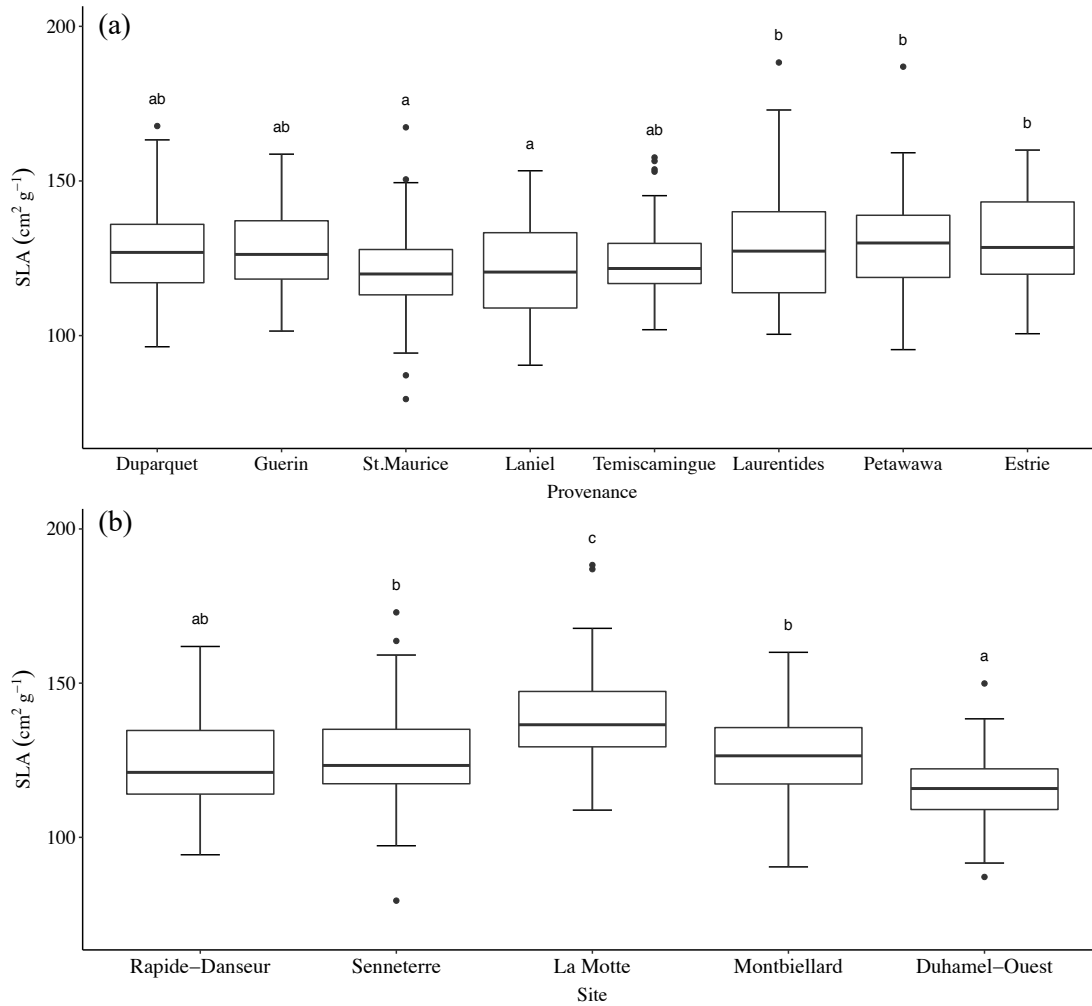 (a)
200
150
100
SLA (cm² g⁻¹)
ab
ab
a
a
ab
b
b
b
Duparquet Guerin St.Maurice Laniel Temiscamingue Laurentides Petawawa Estrie
Provenance
(b)
200
150
100
SLA (cm² g⁻¹)
ab
b
c
b
a
Rapide–Danseur Senneterre La Motte Montbiellard Duhamel–Ouest
Site